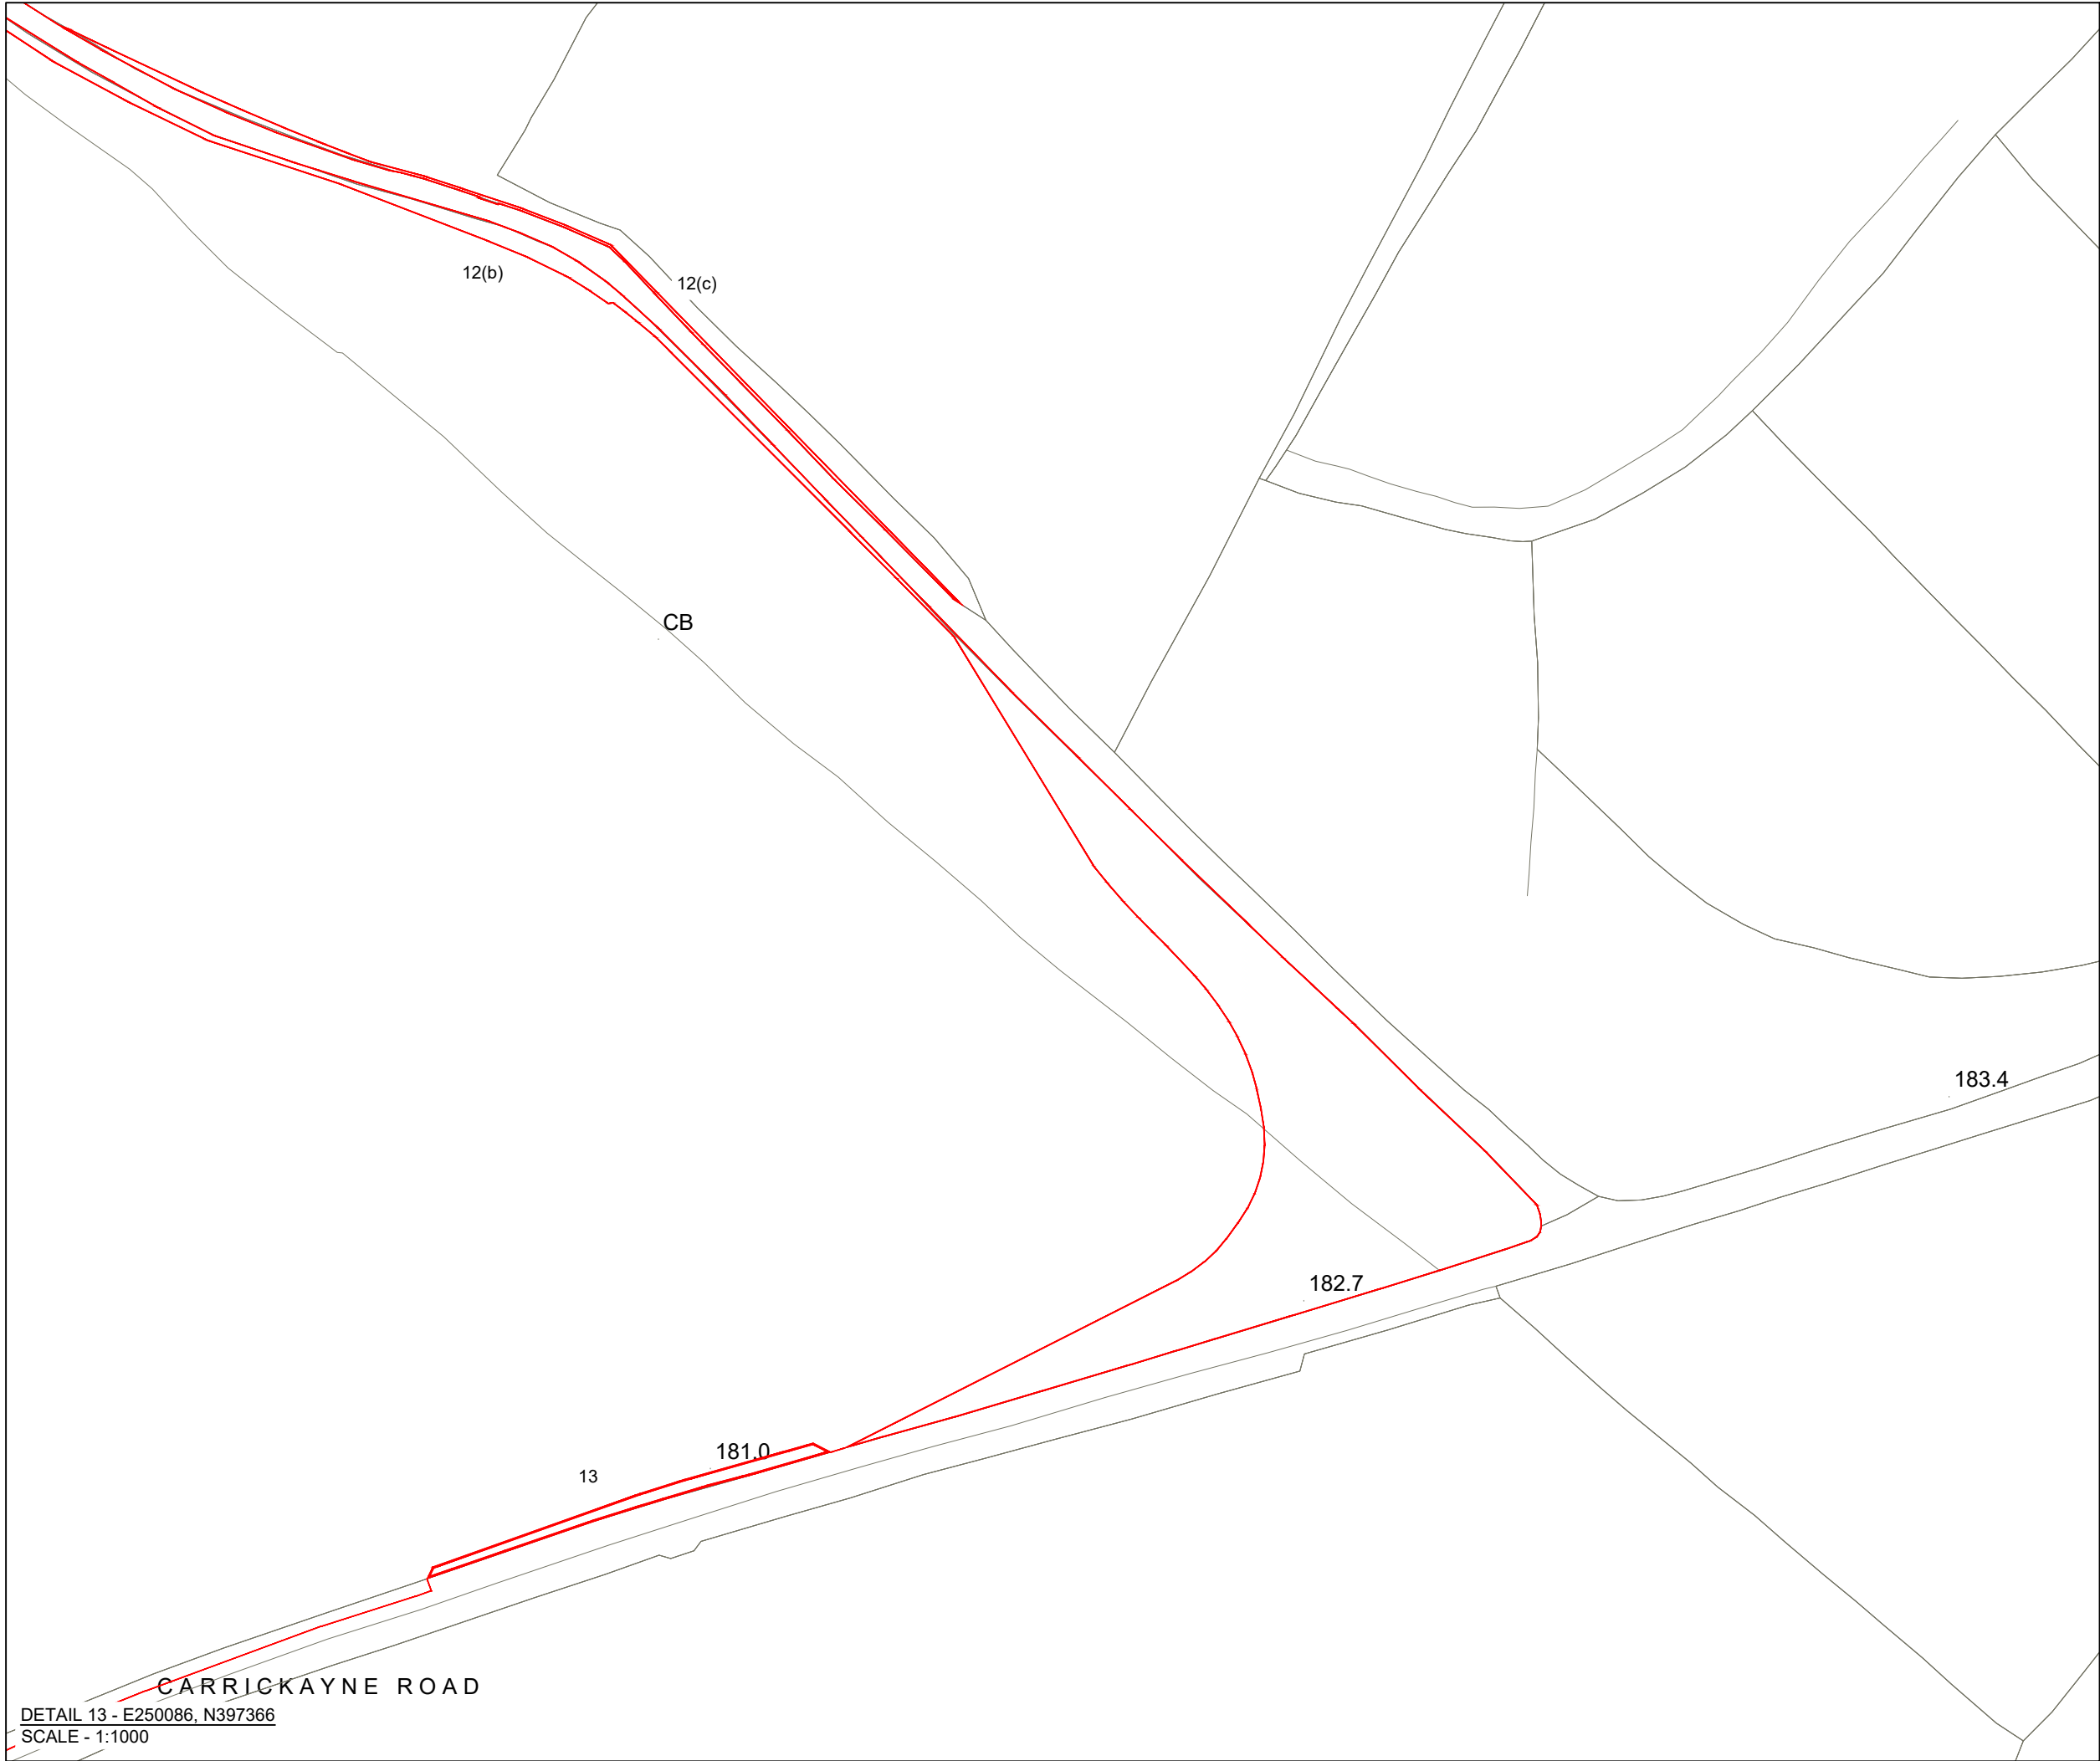 12(b)
12(c)
CB
183.4
182.7
181.0
13
CARRICKAYNE ROAD
DETAIL 13 - E250086, N397366
SCALE - 1:1000